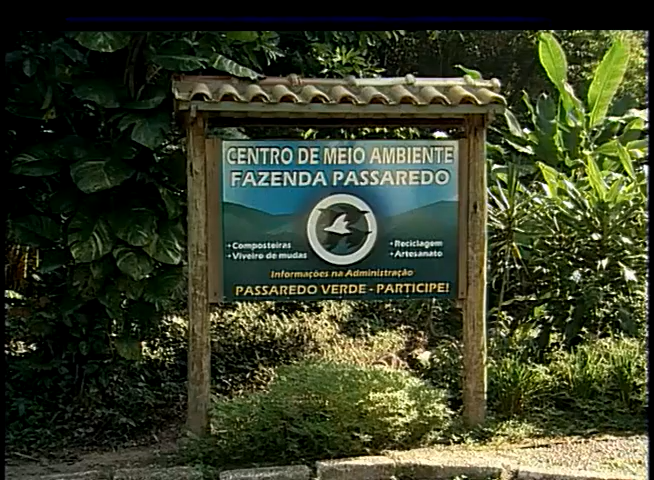 CENTRO DE MEIO AMBIENTE
FAZENDA PASSAREDO
• Composteiras
• Viveiro de mudas
• Reciclagem
• Artesanato
Informações na Administração
PASSAREDO VERDE - PARTICIPE!